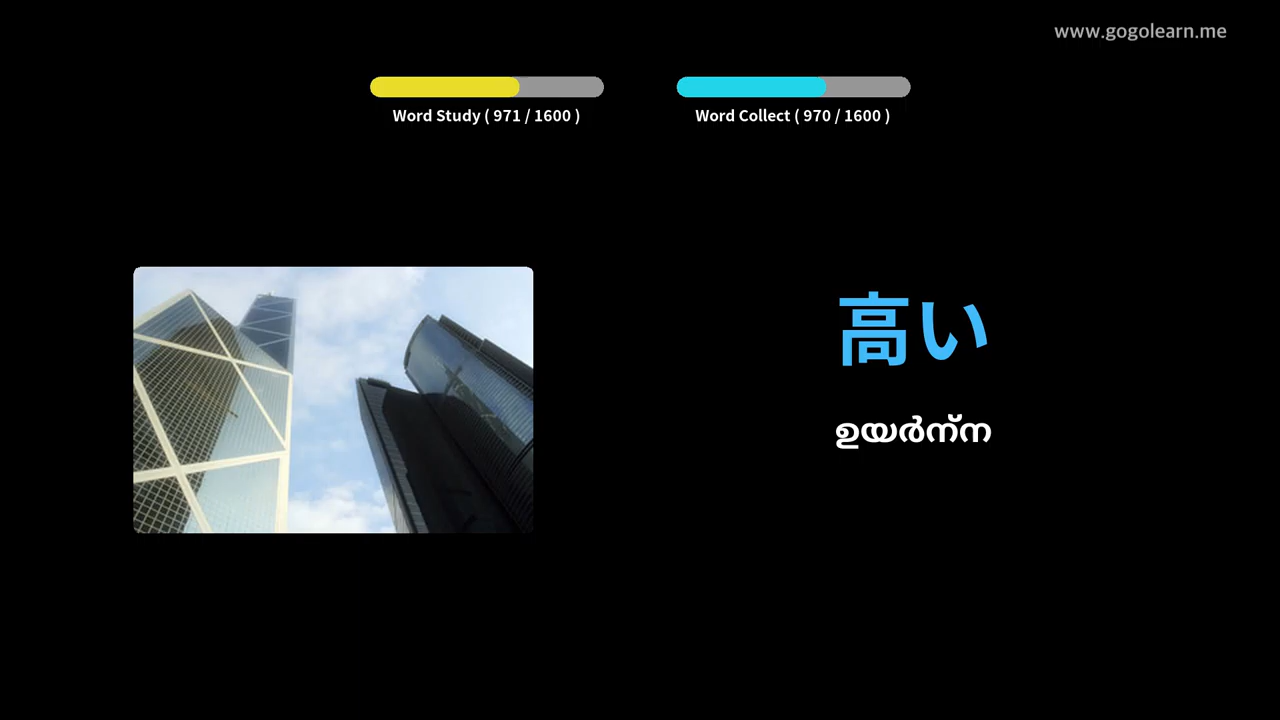 www.gogolearn.me
Word Study ( 971 / 1600 )
Word Collect ( 970 / 1600 )
高い
ഉയർന്ന